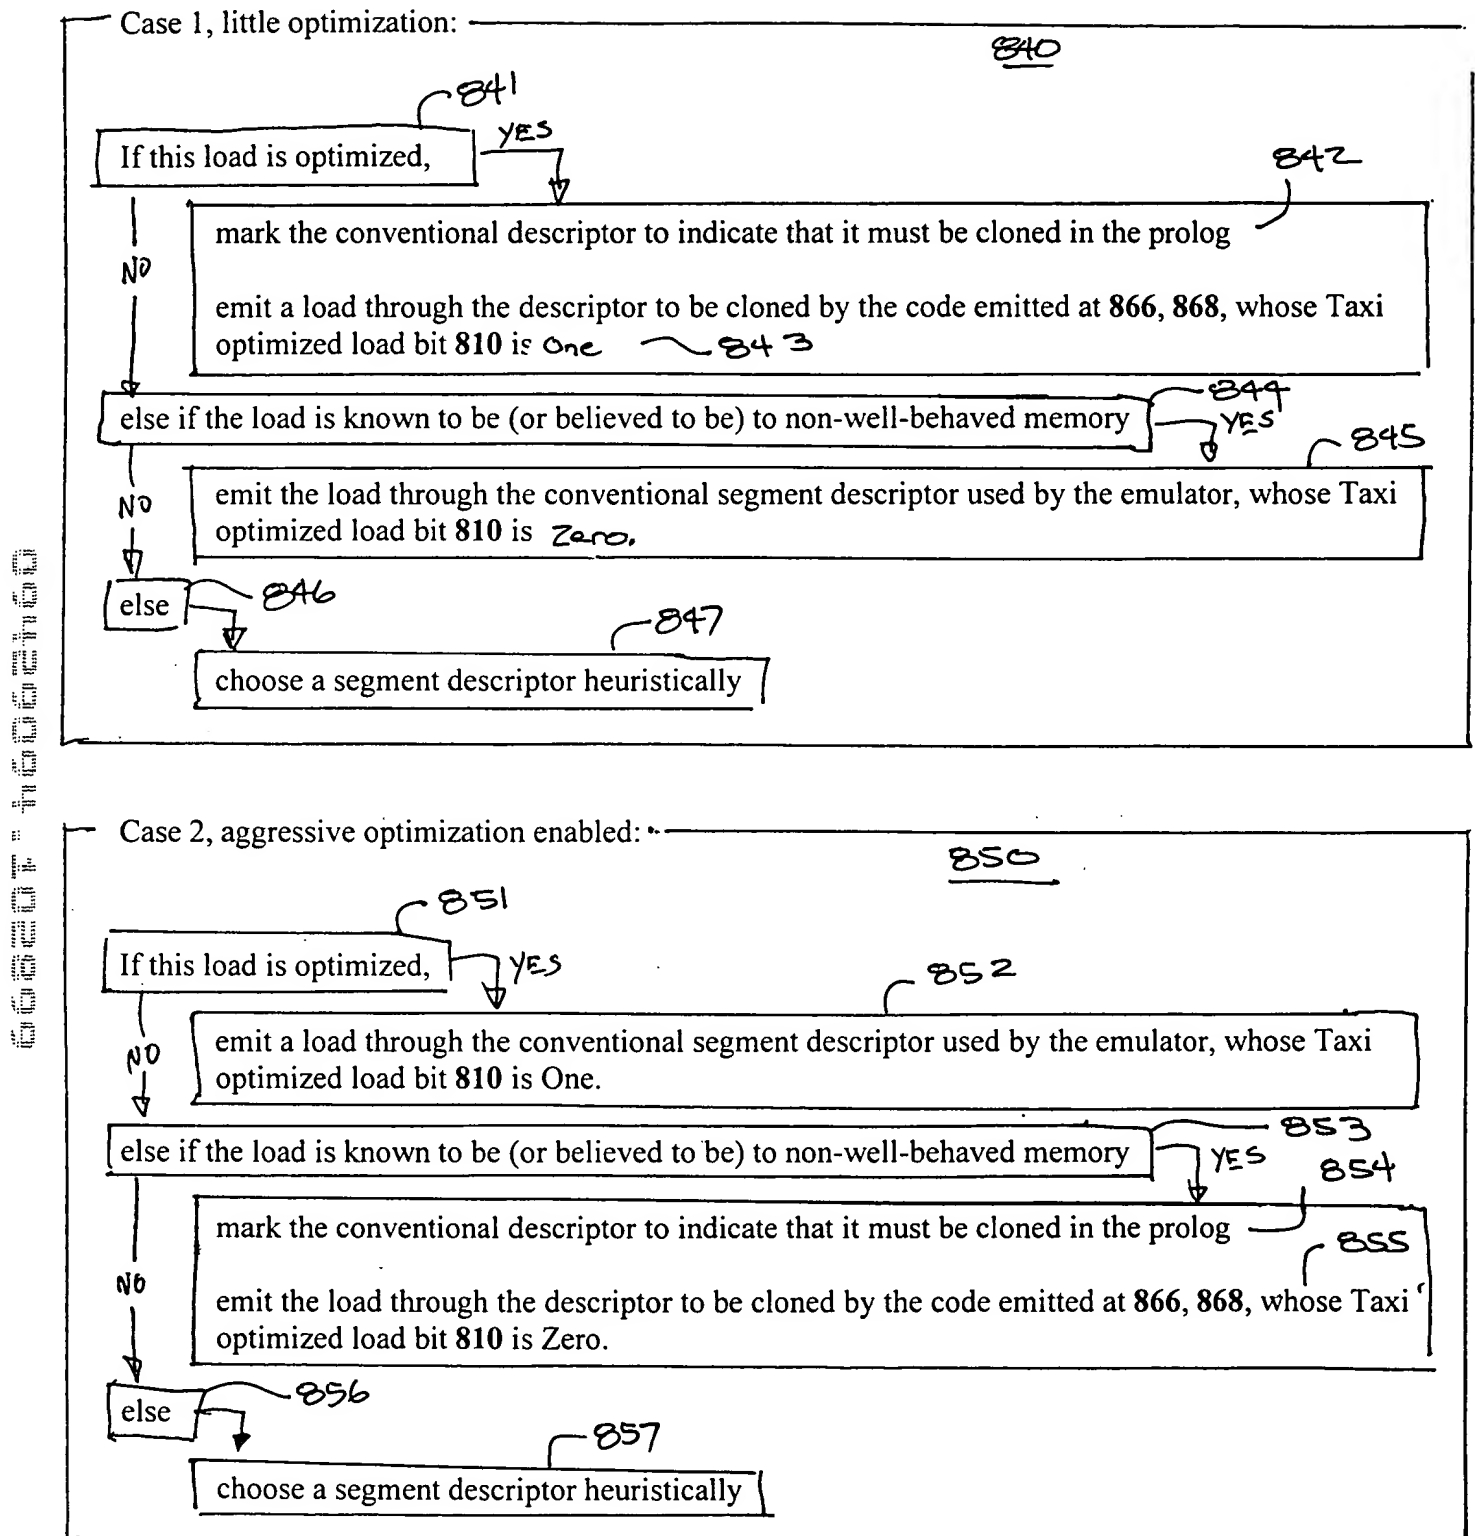 Case 1, little optimization:
840
841
If this load is optimized,
YES
842
NO
mark the conventional descriptor to indicate that it must be cloned in the prolog
emit a load through the descriptor to be cloned by the code emitted at 866, 868, whose Taxi
optimized load bit 810 is One
843
844
else if the load is known to be (or believed to be) to non-well-behaved memory
YES
845
NO
emit the load through the conventional segment descriptor used by the emulator, whose Taxi
optimized load bit 810 is Zero.
else
846
847
choose a segment descriptor heuristically
Case 2, aggressive optimization enabled:
850
851
If this load is optimized,
YES
852
NO
emit a load through the conventional segment descriptor used by the emulator, whose Taxi
optimized load bit 810 is One.
853
else if the load is known to be (or believed to be) to non-well-behaved memory
YES
854
NO
mark the conventional descriptor to indicate that it must be cloned in the prolog
855
emit the load through the descriptor to be cloned by the code emitted at 866, 868, whose Taxi
optimized load bit 810 is Zero.
else
856
857
choose a segment descriptor heuristically